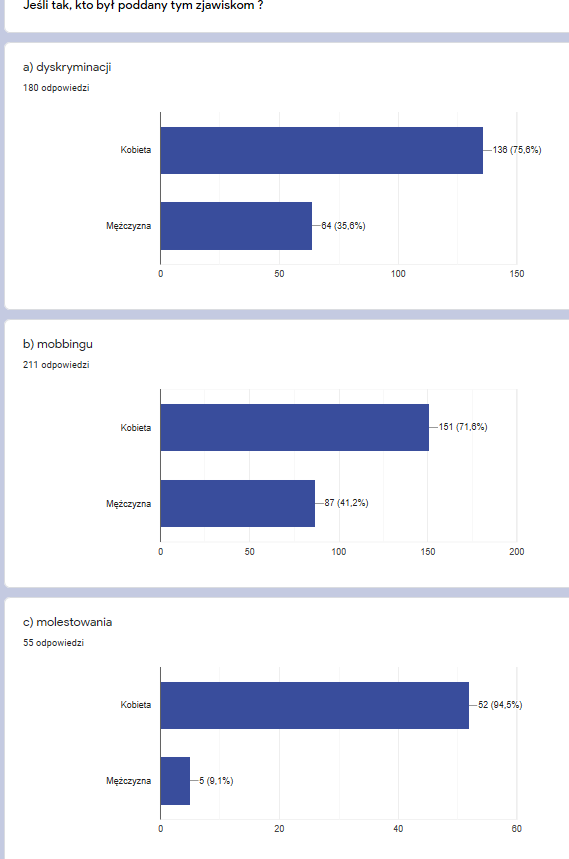 Jeśli tak, kto był poddany tym zjawiskom ?
a) dyskryminacji
180 odpowiedzi
Kobieta
136 (75,6%)
Mężczyzna
64 (35,6%)
0 50 100 150
b) mobbingu
211 odpowiedzi
Kobieta
151 (71,6%)
Mężczyzna
87 (41,2%)
0 50 100 150 200
c) molestowania
55 odpowiedzi
Kobieta
52 (94,5%)
Mężczyzna
5 (9,1%)
0 20 40 60